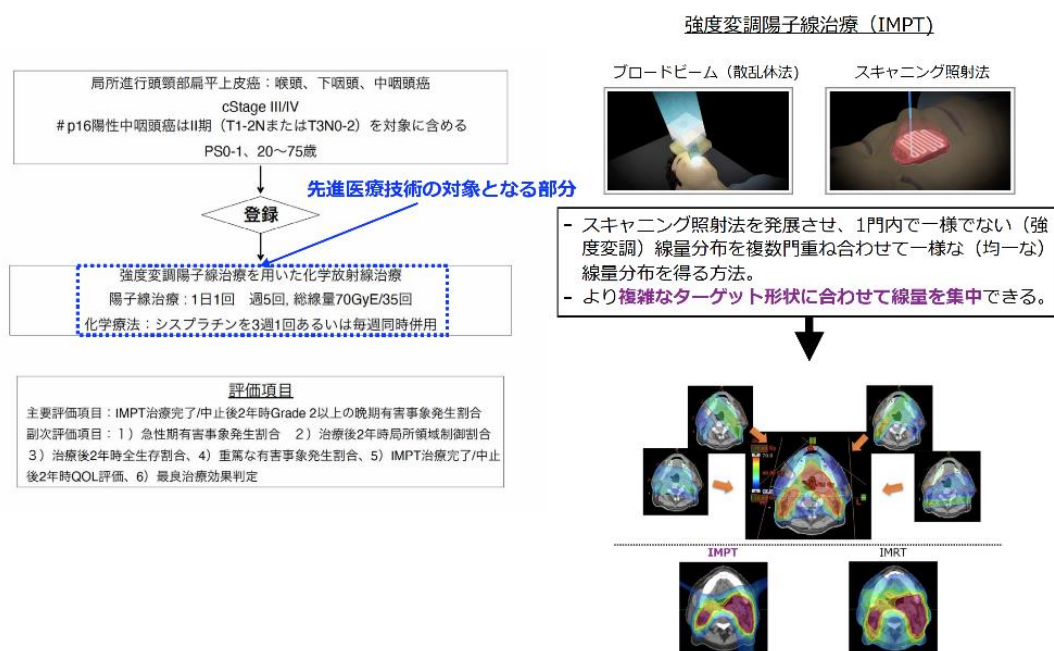 局所進行頭頸部扁平上皮癌：喉頭、下咽頭、中咽頭癌
cStage III/IV
＃p16陽性中咽頭癌はII期（T1-2NまたはT3N0-2）を対象に含める
PS0-1、20～75歳
先進医療技術の対象となる部分
登録
強度変調陽子線治療を用いた化学放射線治療
陽子線治療：1日1回　週5回, 総線量70GyE/35回
化学療法：シスプラチンを3週1回あるいは毎週同時併用
評価項目
主要評価項目：IMPT治療完了/中止後2年時Grade 2以上の晩期有害事象発生割合
副次評価項目：１）急性期有害事象発生割合　２）治療後2年時局所領域制御割合
３）治療後2年時全生存割合、4）重篤な有害事象発生割合、5）IMPT治療完了/中止
後2年時QOL評価、6）最良治療効果判定
強度変調陽子線治療（IMPT)
ブロードビーム（散乱体法）
スキャニング照射法
- スキャニング照射法を発展させ、1門内で一様でない（強
度変調）線量分布を複数門重ね合わせて一様な（均一な）
線量分布を得る方法。
- より複雑なターゲット形状に合わせて線量を集中できる。
IMPT
IMRT